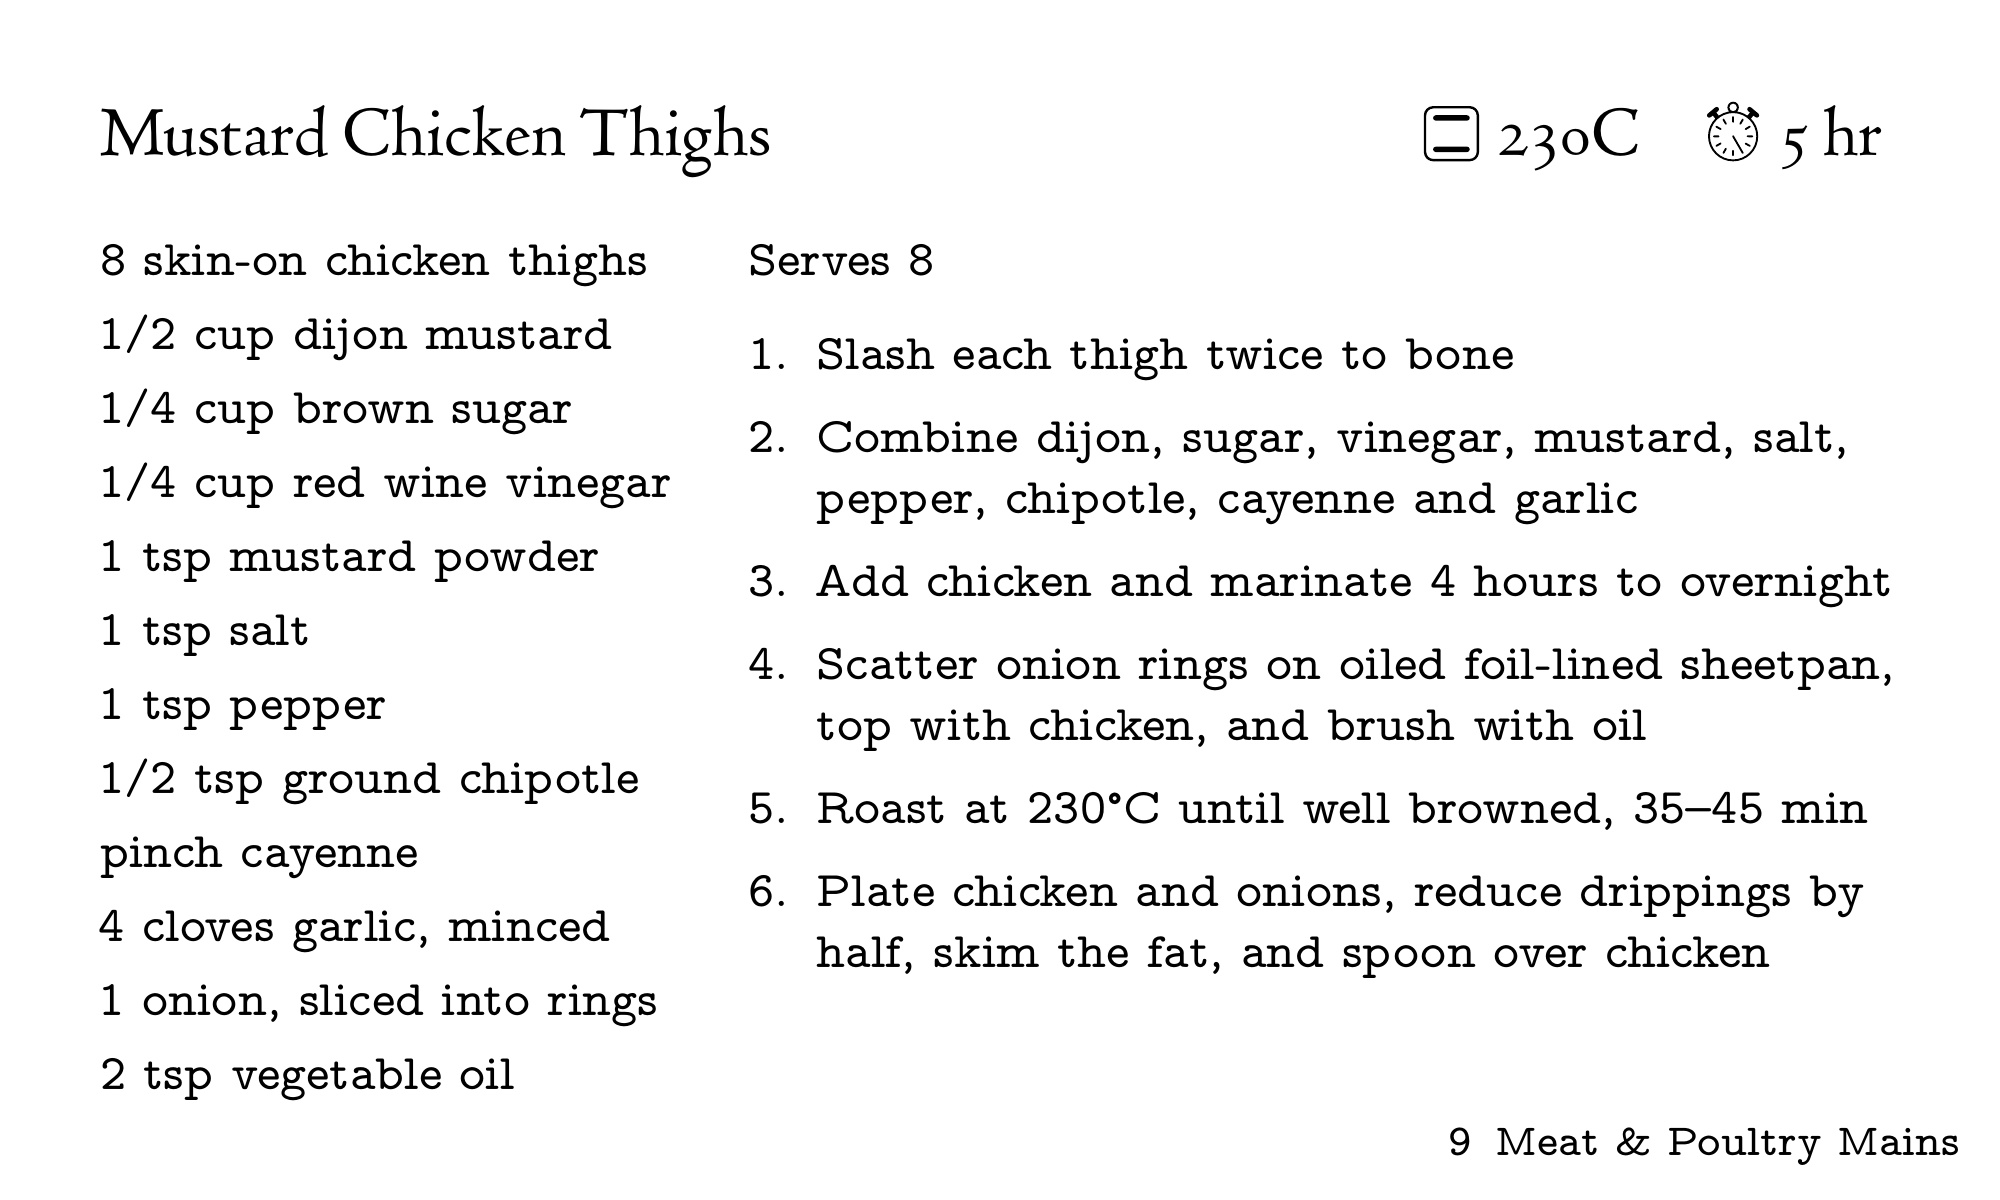 Mustard Chicken Thighs
230C
5 hr
8 skin-on chicken thighs
1/2 cup dijon mustard
1/4 cup brown sugar
1/4 cup red wine vinegar
1 tsp mustard powder
1 tsp salt
1 tsp pepper
1/2 tsp ground chipotle
pinch cayenne
4 cloves garlic, minced
1 onion, sliced into rings
2 tsp vegetable oil
Serves 8
1. Slash each thigh twice to bone
2. Combine dijon, sugar, vinegar, mustard, salt,
pepper, chipotle, cayenne and garlic
3. Add chicken and marinate 4 hours to overnight
4. Scatter onion rings on oiled foil-lined sheetpan,
top with chicken, and brush with oil
5. Roast at 230°C until well browned, 35–45 min
6. Plate chicken and onions, reduce drippings by
half, skim the fat, and spoon over chicken
9 Meat & Poultry Mains